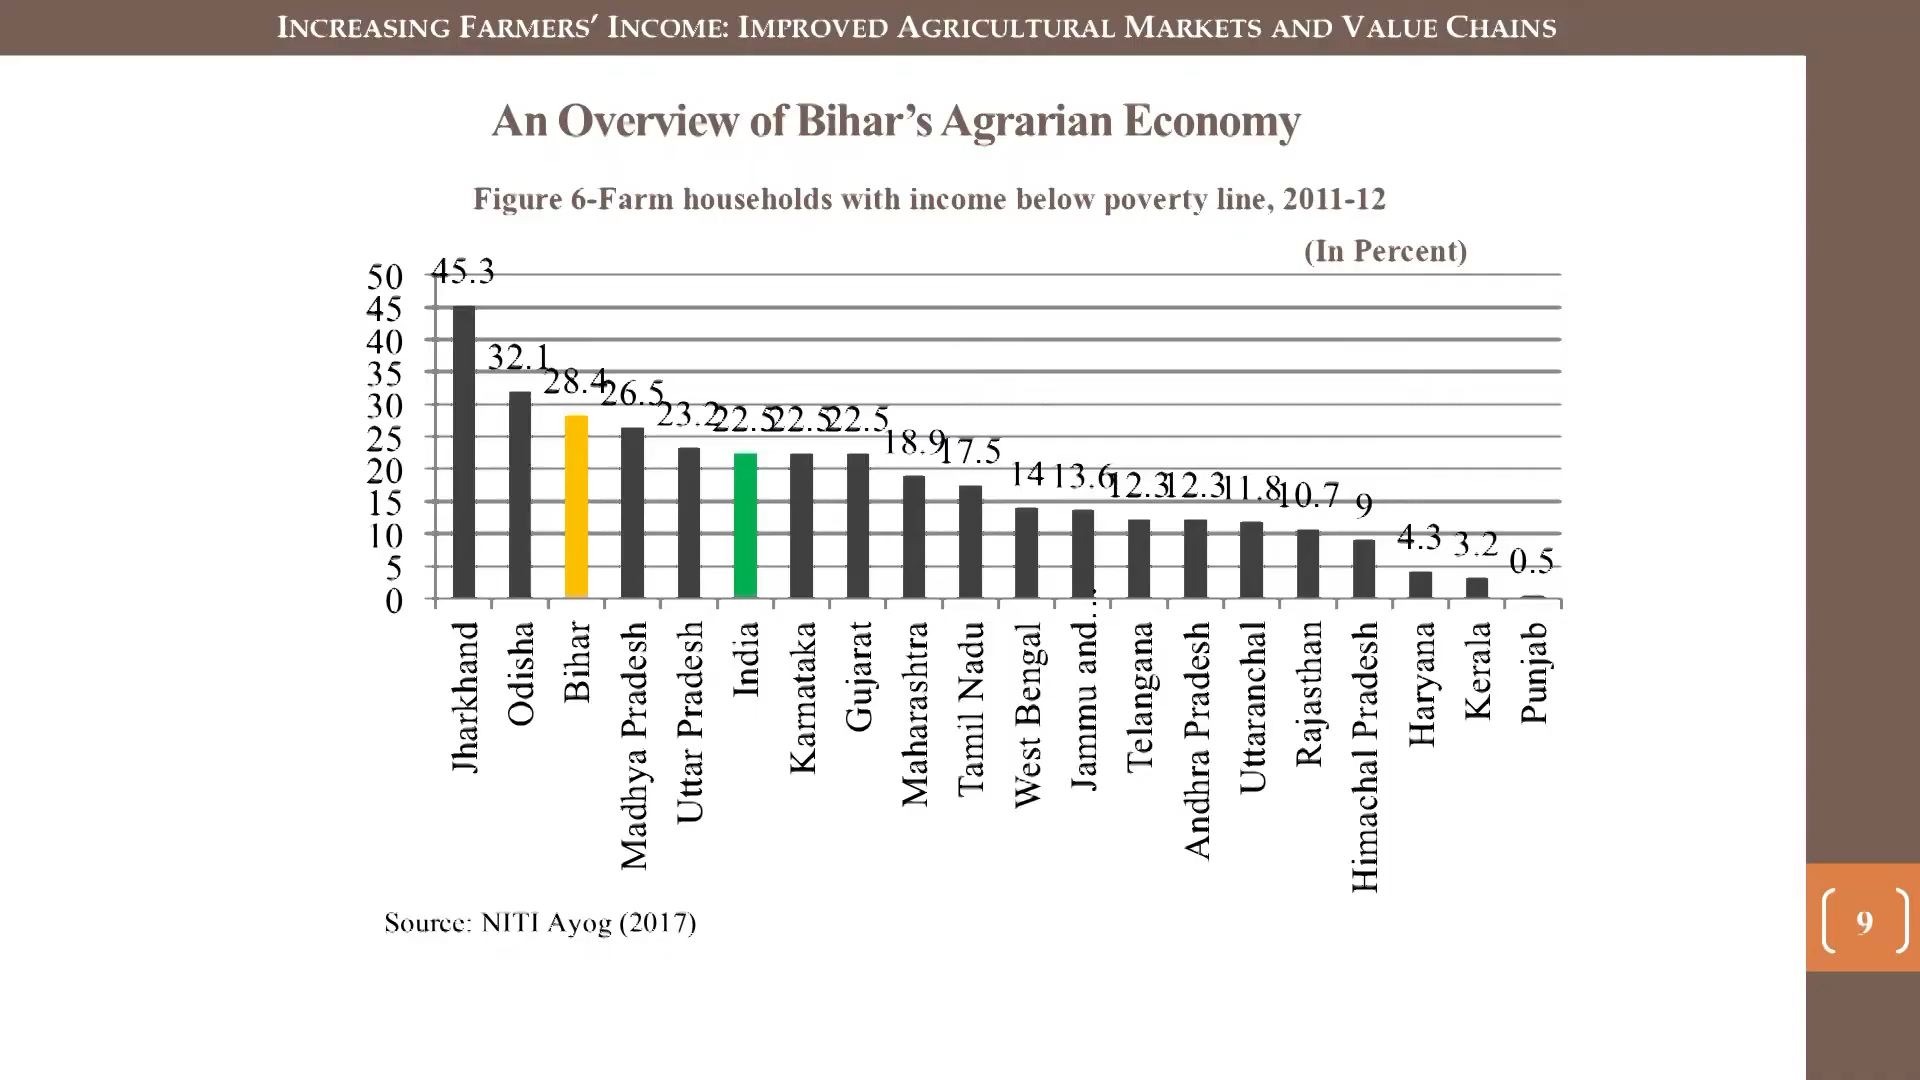 INCREASING FARMERS’ INCOME: IMPROVED AGRICULTURAL MARKETS AND VALUE CHAINS
An Overview of Bihar’s Agrarian Economy
Figure 6-Farm households with income below poverty line, 2011-12
(In Percent)
50
45
40
35
30
25
20
15
10
5
0
45.3
32.1
28.4
26.5
23.2
22.5
22.5
22.5
18.9
17.5
14
13.6
12.3
12.3
11.8
10.7
9
4.3
3.2
0.5
Jharkhand
Odisha
Bihar
Madhya Pradesh
Uttar Pradesh
India
Karnataka
Gujarat
Maharashtra
Tamil Nadu
West Bengal
Jammu and…
Telangana
Andhra Pradesh
Uttaranchal
Rajasthan
Himachal Pradesh
Haryana
Kerala
Punjab
Source: NITI Ayog (2017)
9